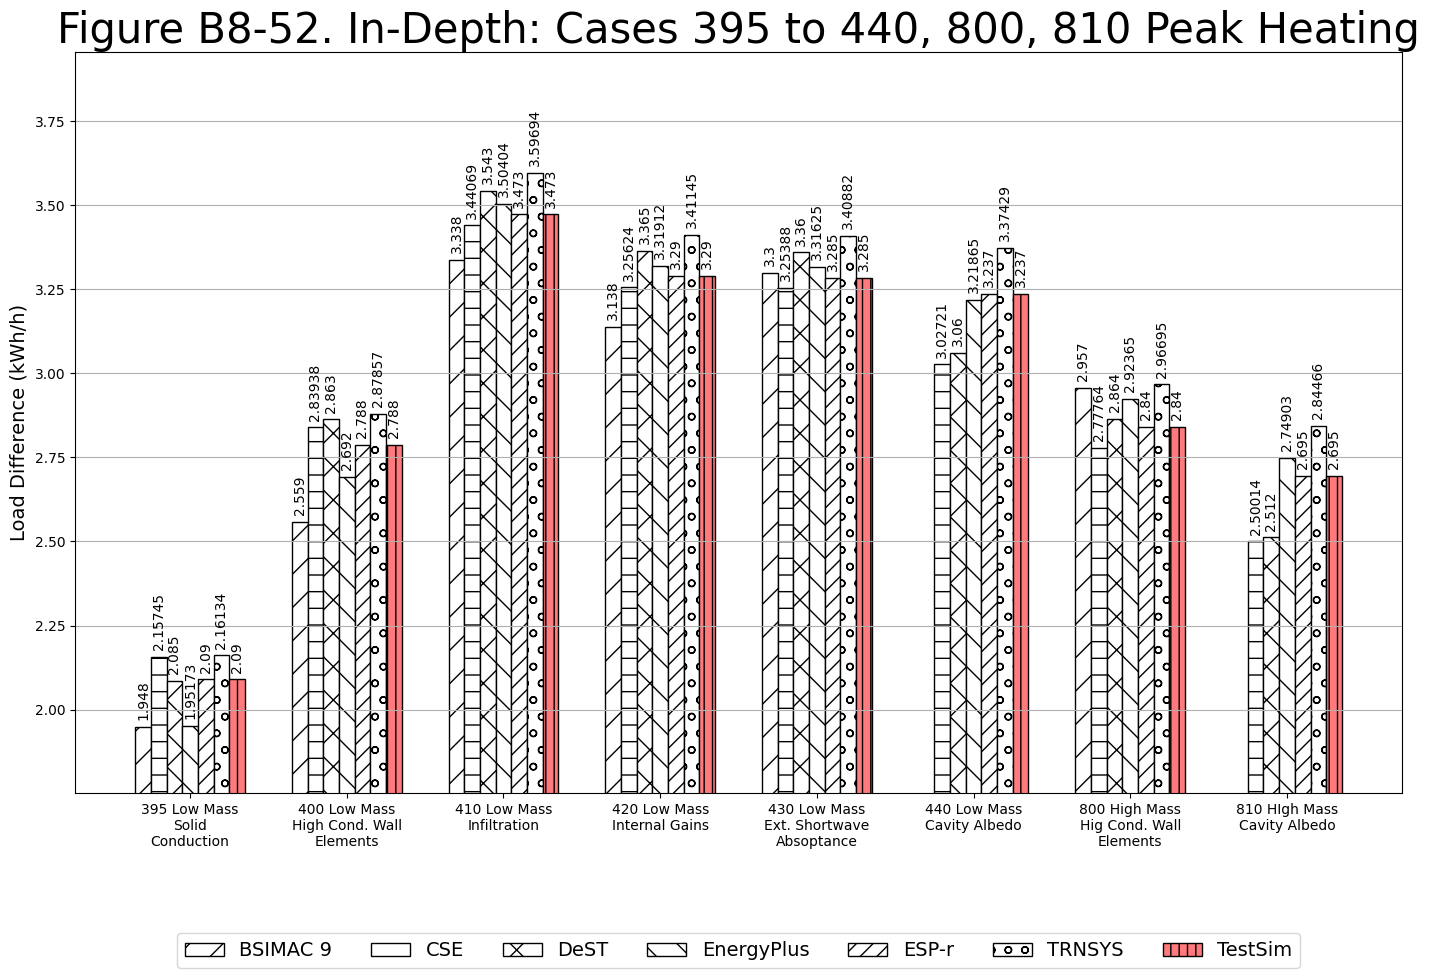 Figure B8-52. In-Depth: Cases 395 to 440, 800, 810 Peak Heating
Load Difference (kWh/h)
3.75
3.50
3.25
3.00
2.75
2.50
2.25
2.00
1.948
2.15745
2.085
1.95173
2.09
2.16134
2.09
2.559
2.83938
2.863
2.692
2.788
2.87857
2.788
3.338
3.44069
3.543
3.50404
3.473
3.59694
3.473
3.138
3.25624
3.365
3.31912
3.29
3.41145
3.29
3.3
3.25388
3.36
3.31625
3.285
3.40882
3.285
3.02721
3.06
3.21865
3.237
3.37429
3.237
2.957
2.77764
2.864
2.92365
2.84
2.96695
2.84
2.50014
2.512
2.74903
2.695
2.84466
2.695
395 Low Mass
Solid
Conduction
400 Low Mass
High Cond. Wall
Elements
410 Low Mass
Infiltration
420 Low Mass
Internal Gains
430 Low Mass
Ext. Shortwave
Absoptance
440 Low Mass
Cavity Albedo
800 High Mass
Hig Cond. Wall
Elements
810 HIgh Mass
Cavity Albedo
BSIMAC 9 CSE DeST EnergyPlus ESP-r TRNSYS TestSim